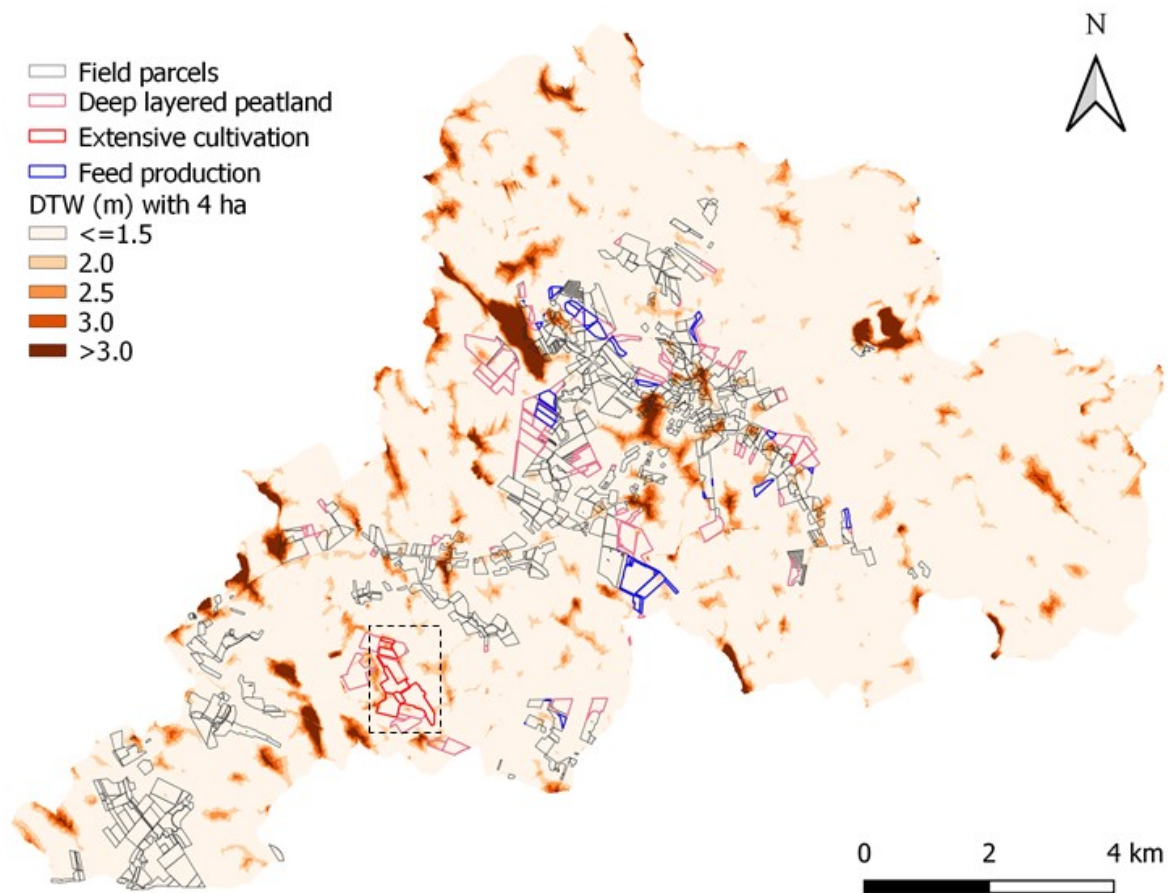 N
Field parcels
Deep layered peatland
Extensive cultivation
Feed production
DTW (m) with 4 ha
<=1.5
2.0
2.5
3.0
>3.0
0 2 4 km